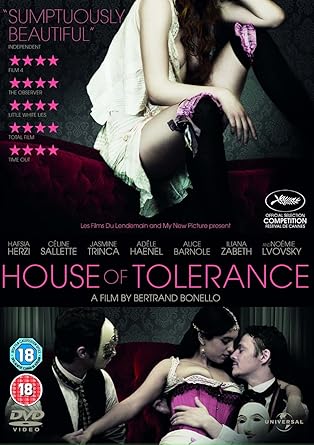 "SUMPTUOUSLY
BEAUTIFUL"
INDEPENDENT
★★★★
FILM 4
★★★★
THE OBSERVER
★★★★
LITTLE WHITE LIES
★★★★
TOTAL FILM
★★★★
TIME OUT
OFFICIAL SELECTION
COMPETITION
FESTIVAL DE CANNES
Les Films Du Lendemain and My New Picture present
HAFSIA HERZI CÉLINE SALLETTE JASMINE TRINCA ADÈLE HAENEL ALICE BARNOLE ILIANA ZABETH AND NOÉMIE LVOVSKY
HOUSE OF TOLERANCE
A FILM BY BERTRAND BONELLO
18
18
DVD
VIDEO
UNIVERSAL